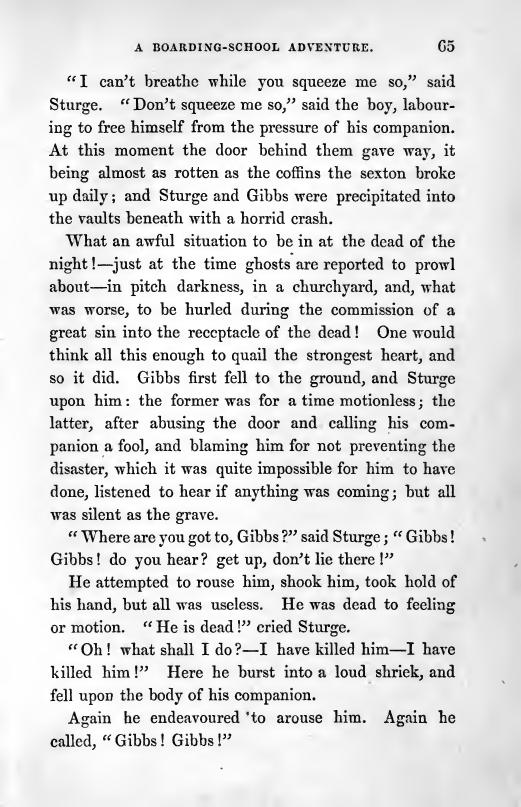 A BOARDING-SCHOOL ADVENTURE. 65
"I can't breathe while you squeeze me so," said
Sturge. "Don't squeeze me so," said the boy, labour-
ing to free himself from the pressure of his companion.
At this moment the door behind them gave way, it
being almost as rotten as the coffins the sexton broke
up daily; and Sturge and Gibbs were precipitated into
the vaults beneath with a horrid crash.
What an awful situation to be in at the dead of the
night!—just at the time ghosts are reported to prowl
about—in pitch darkness, in a churchyard, and, what
was worse, to be hurled during the commission of a
great sin into the receptacle of the dead! One would
think all this enough to quail the strongest heart, and
so it did. Gibbs first fell to the ground, and Sturge
upon him: the former was for a time motionless; the
latter, after abusing the door and calling his com-
panion a fool, and blaming him for not preventing the
disaster, which it was quite impossible for him to have
done, listened to hear if anything was coming; but all
was silent as the grave.
"Where are you got to, Gibbs?" said Sturge; "Gibbs!
Gibbs! do you hear? get up, don't lie there!"
He attempted to rouse him, shook him, took hold of
his hand, but all was useless. He was dead to feeling
or motion. "He is dead!" cried Sturge.
"Oh! what shall I do?—I have killed him—I have
killed him!" Here he burst into a loud shriek, and
fell upon the body of his companion.
Again he endeavoured to arouse him. Again he
called, "Gibbs! Gibbs!"